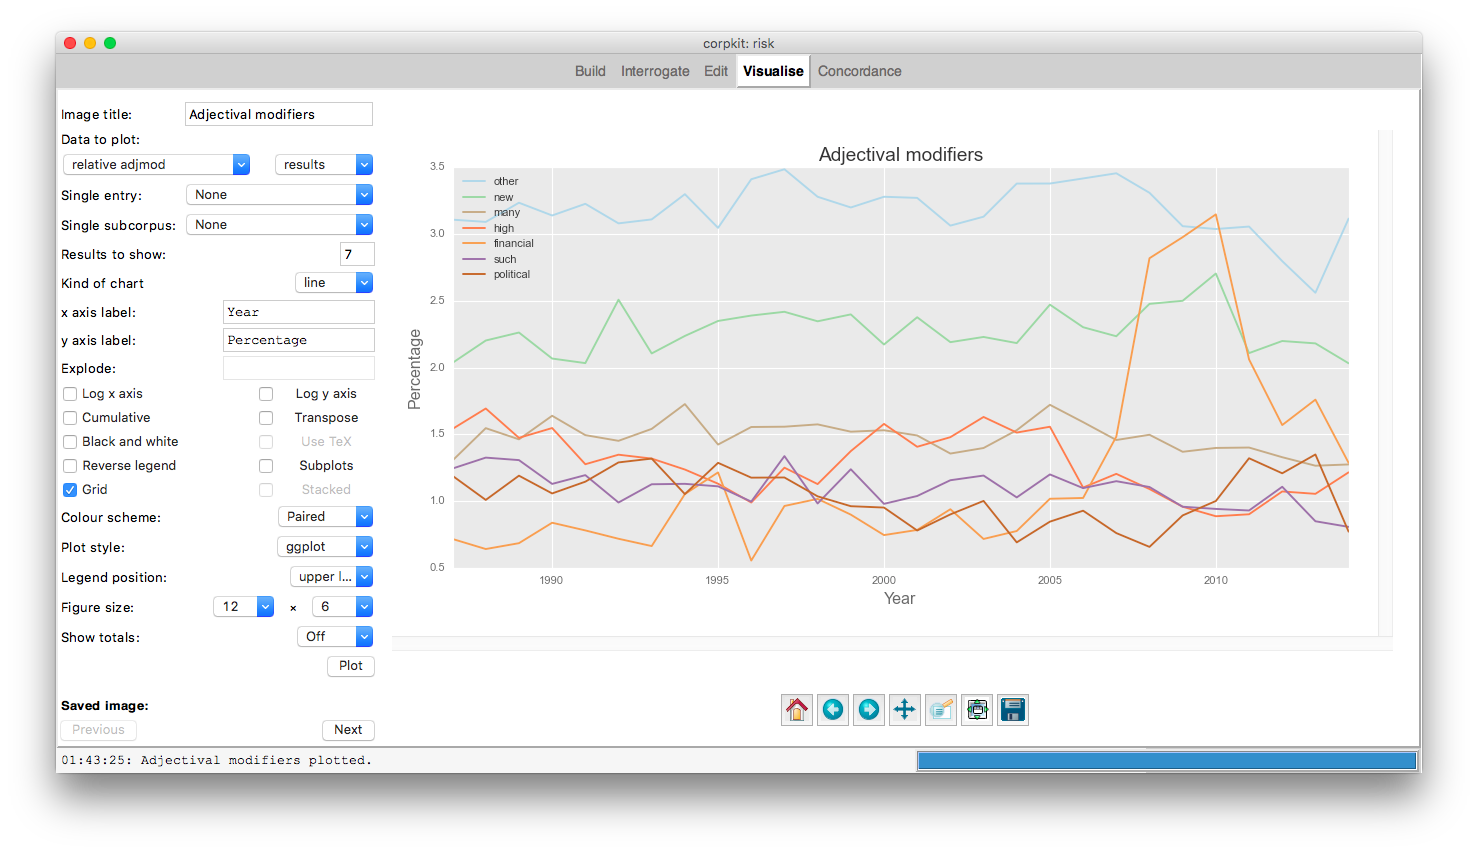 corpkit: risk
Build Interrogate Edit Visualise Concordance
Image title: Adjectival modifiers
Data to plot:
relative adjmod results
Single entry: None
Single subcorpus: None
Results to show: 7
Kind of chart line
x axis label: Year
y axis label: Percentage
Explode:
Log x axis Log y axis
Cumulative Transpose
Black and white Use TeX
Reverse legend Subplots
Grid Stacked
Colour scheme: Paired
Plot style: ggplot
Legend position: upper l...
Figure size: 12 × 6
Show totals: Off
Plot
Saved image:
Previous Next
Adjectival modifiers
3.5
3.0
2.5
2.0
1.5
1.0
0.5
Percentage
other
new
many
high
financial
such
political
1990 1995 2000 2005 2010
Year
01:43:25: Adjectival modifiers plotted.